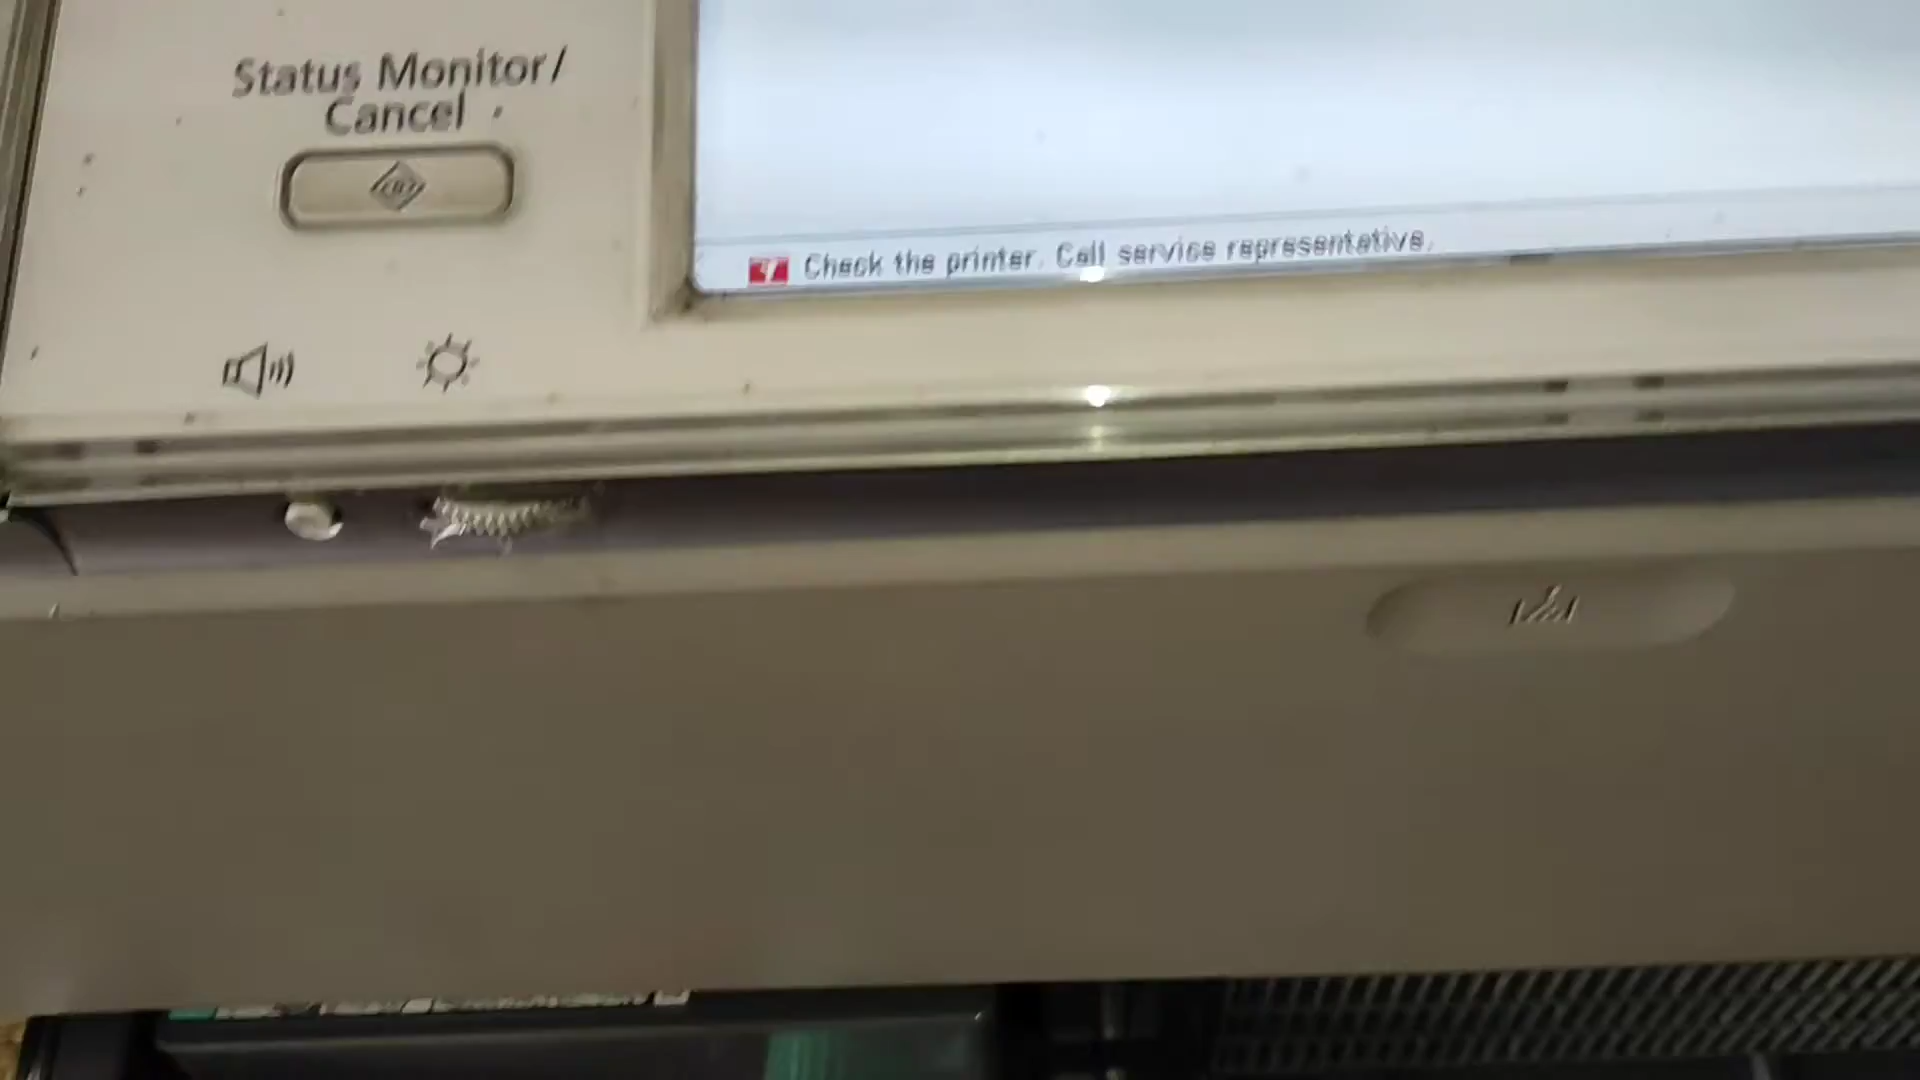 Status Monitor/
Cancel
Check the printer. Call service representative.